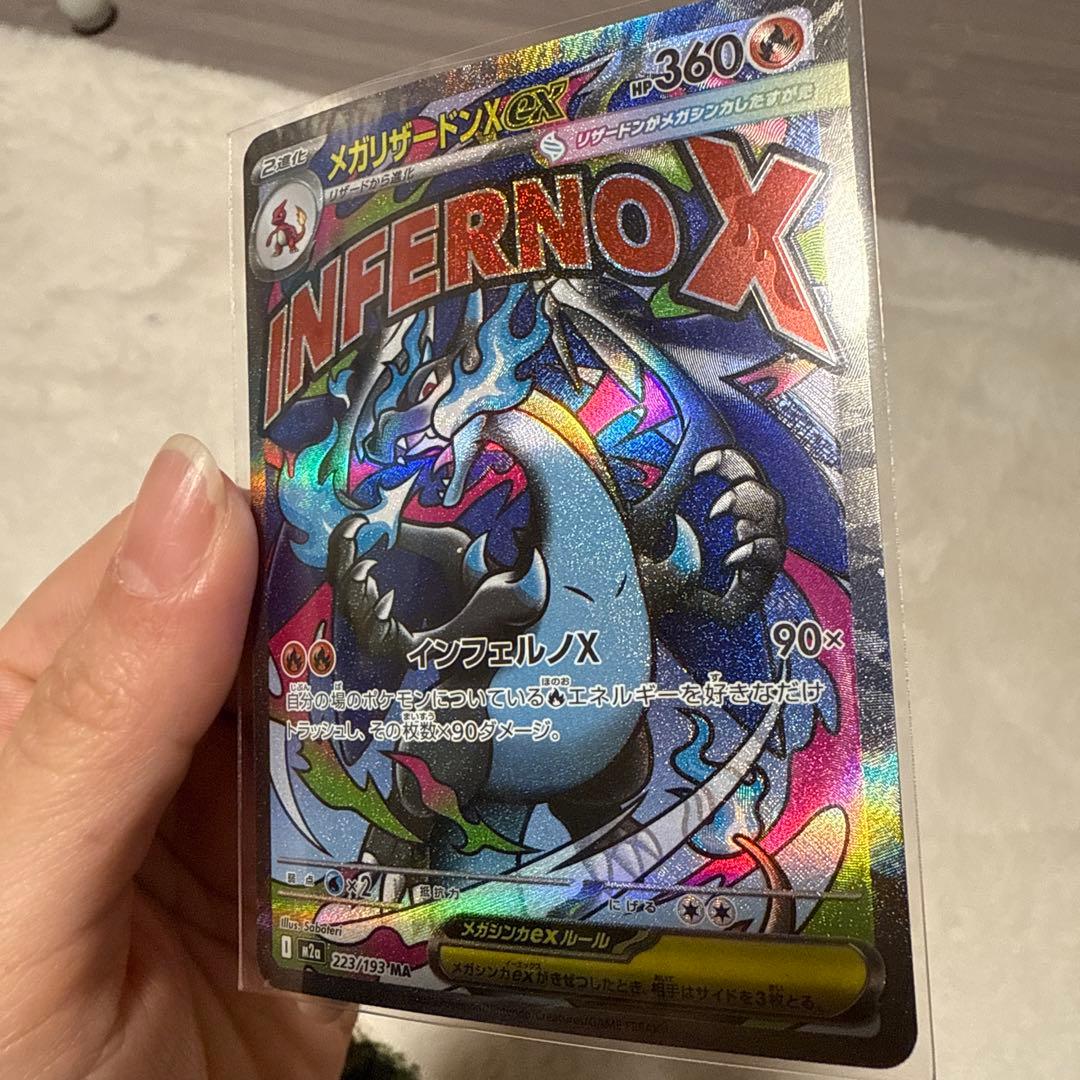 2進化
メガリザードンXex
HP360
リザードから進化
リザードンがメガシンカしたすがた
INFERNO X
インフェルノX
90×
自分の場のポケモンについているエネルギーを好きなだけ
トラッシュし、その枚数×90ダメージ。
弱点 ×2
抵抗力
にげる
Illus. Saboteri
I m2a 223/193 MA
メガシンカexルール
メガシンカexがきぜつしたとき、相手はサイドを3枚とる。